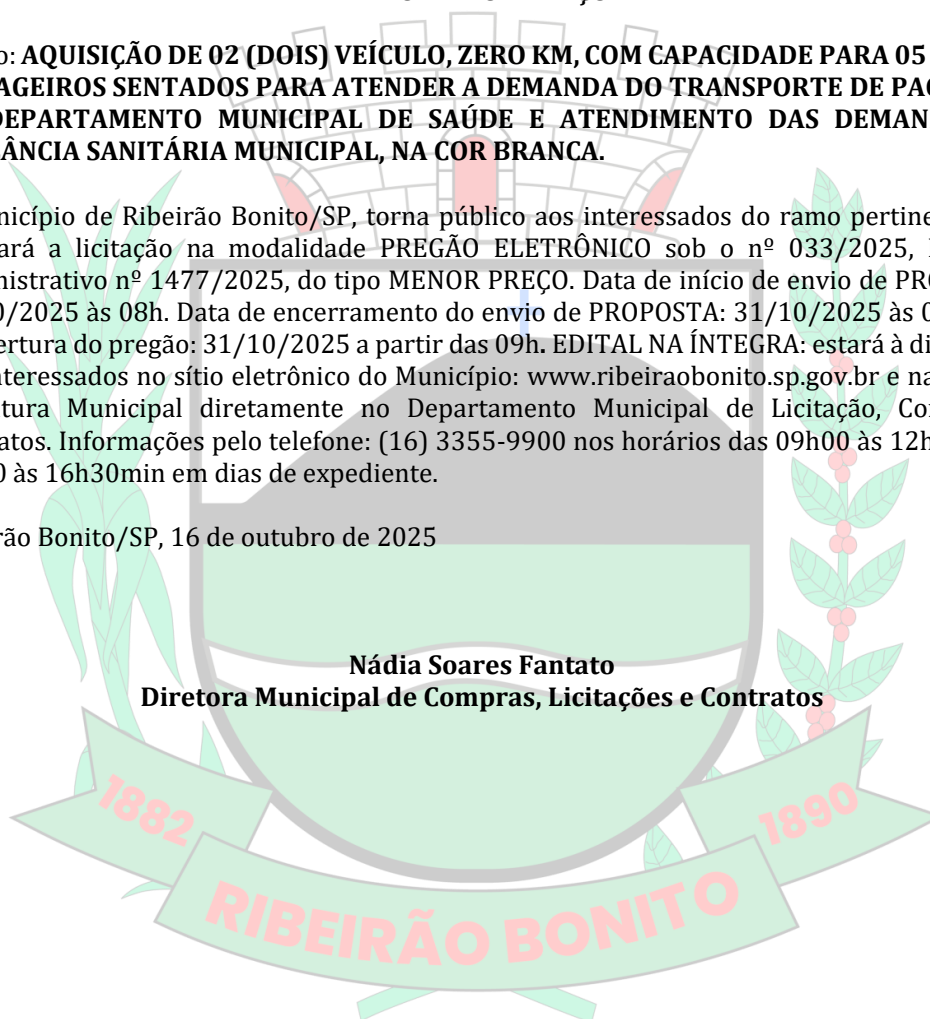 o: AQUISIÇÃO DE 02 (DOIS) VEÍCULO, ZERO KM, COM CAPACIDADE PARA 05
AGEIROS SENTADOS PARA ATENDER A DEMANDA DO TRANSPORTE DE PAC
DEPARTAMENTO MUNICIPAL DE SAÚDE E ATENDIMENTO DAS DEMAN
ÂNCIA SANITÁRIA MUNICIPAL, NA COR BRANCA.
nicípio de Ribeirão Bonito/SP, torna público aos interessados do ramo pertine
ará a licitação na modalidade PREGÃO ELETRÔNICO sob o nº 033/2025,
nistrativo nº 1477/2025, do tipo MENOR PREÇO. Data de início de envio de PRO
0/2025 às 08h. Data de encerramento do envio de PROPOSTA: 31/10/2025 às 0
ertura do pregão: 31/10/2025 a partir das 09h. EDITAL NA ÍNTEGRA: estará à di
nteressados no sítio eletrônico do Município: www.ribeiraobonito.sp.gov.br e na
tura Municipal diretamente no Departamento Municipal de Licitação, Co
atos. Informações pelo telefone: (16) 3355-9900 nos horários das 09h00 às 12h
0 às 16h30min em dias de expediente.
rão Bonito/SP, 16 de outubro de 2025
Nádia Soares Fantato
Diretora Municipal de Compras, Licitações e Contratos
1882
1890
RIBEIRÃO BONITO